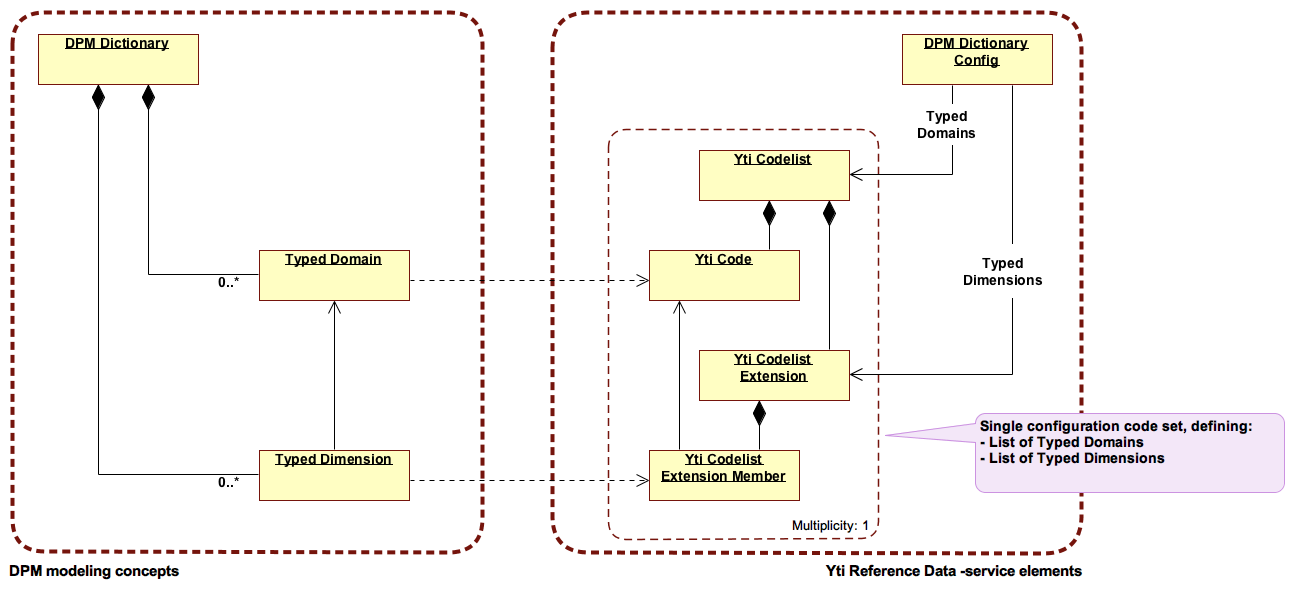 DPM Dictionary
DPM Dictionary
Config
Typed
Domains
Yti Codelist
Typed Domain
0..*
Yti Code
Typed
Dimensions
Yti Codelist
Extension
Single configuration code set, defining:
- List of Typed Domains
- List of Typed Dimensions
Typed Dimension
0..*
Yti Codelist
Extension Member
Multiplicity: 1
DPM modeling concepts
Yti Reference Data -service elements